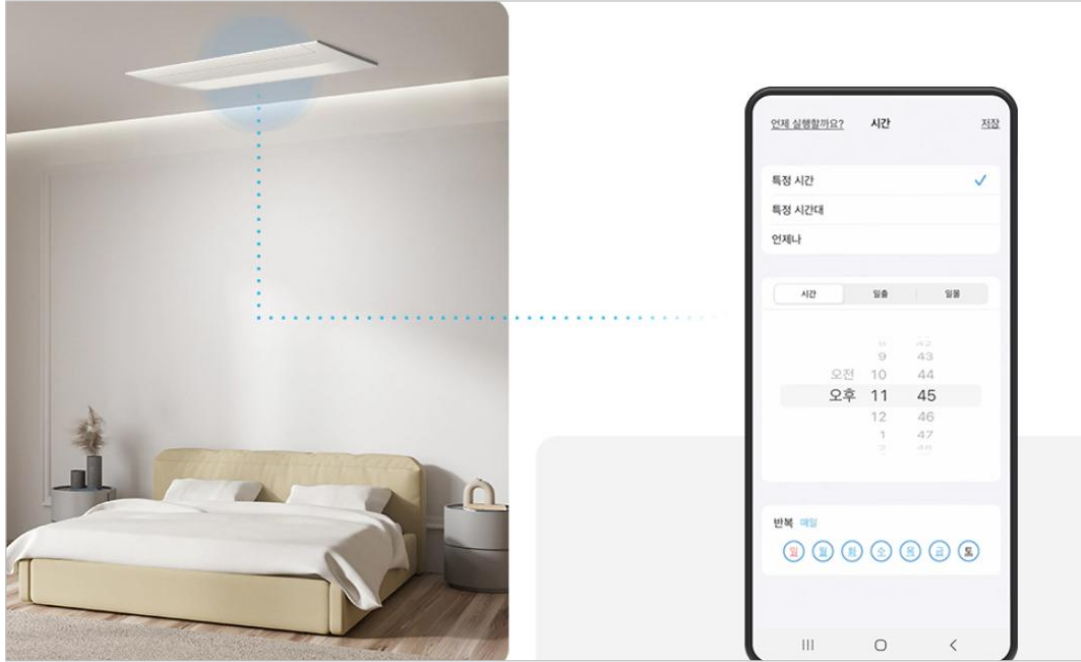 언제 실행할까요? 시간 저장
특정 시간
특정 시간대
언제나
시간 일출 일몰
9 43
오전 10 44
오후 11 45
12 46
1 47
반복 매일
일 월 화 수 목 금 토